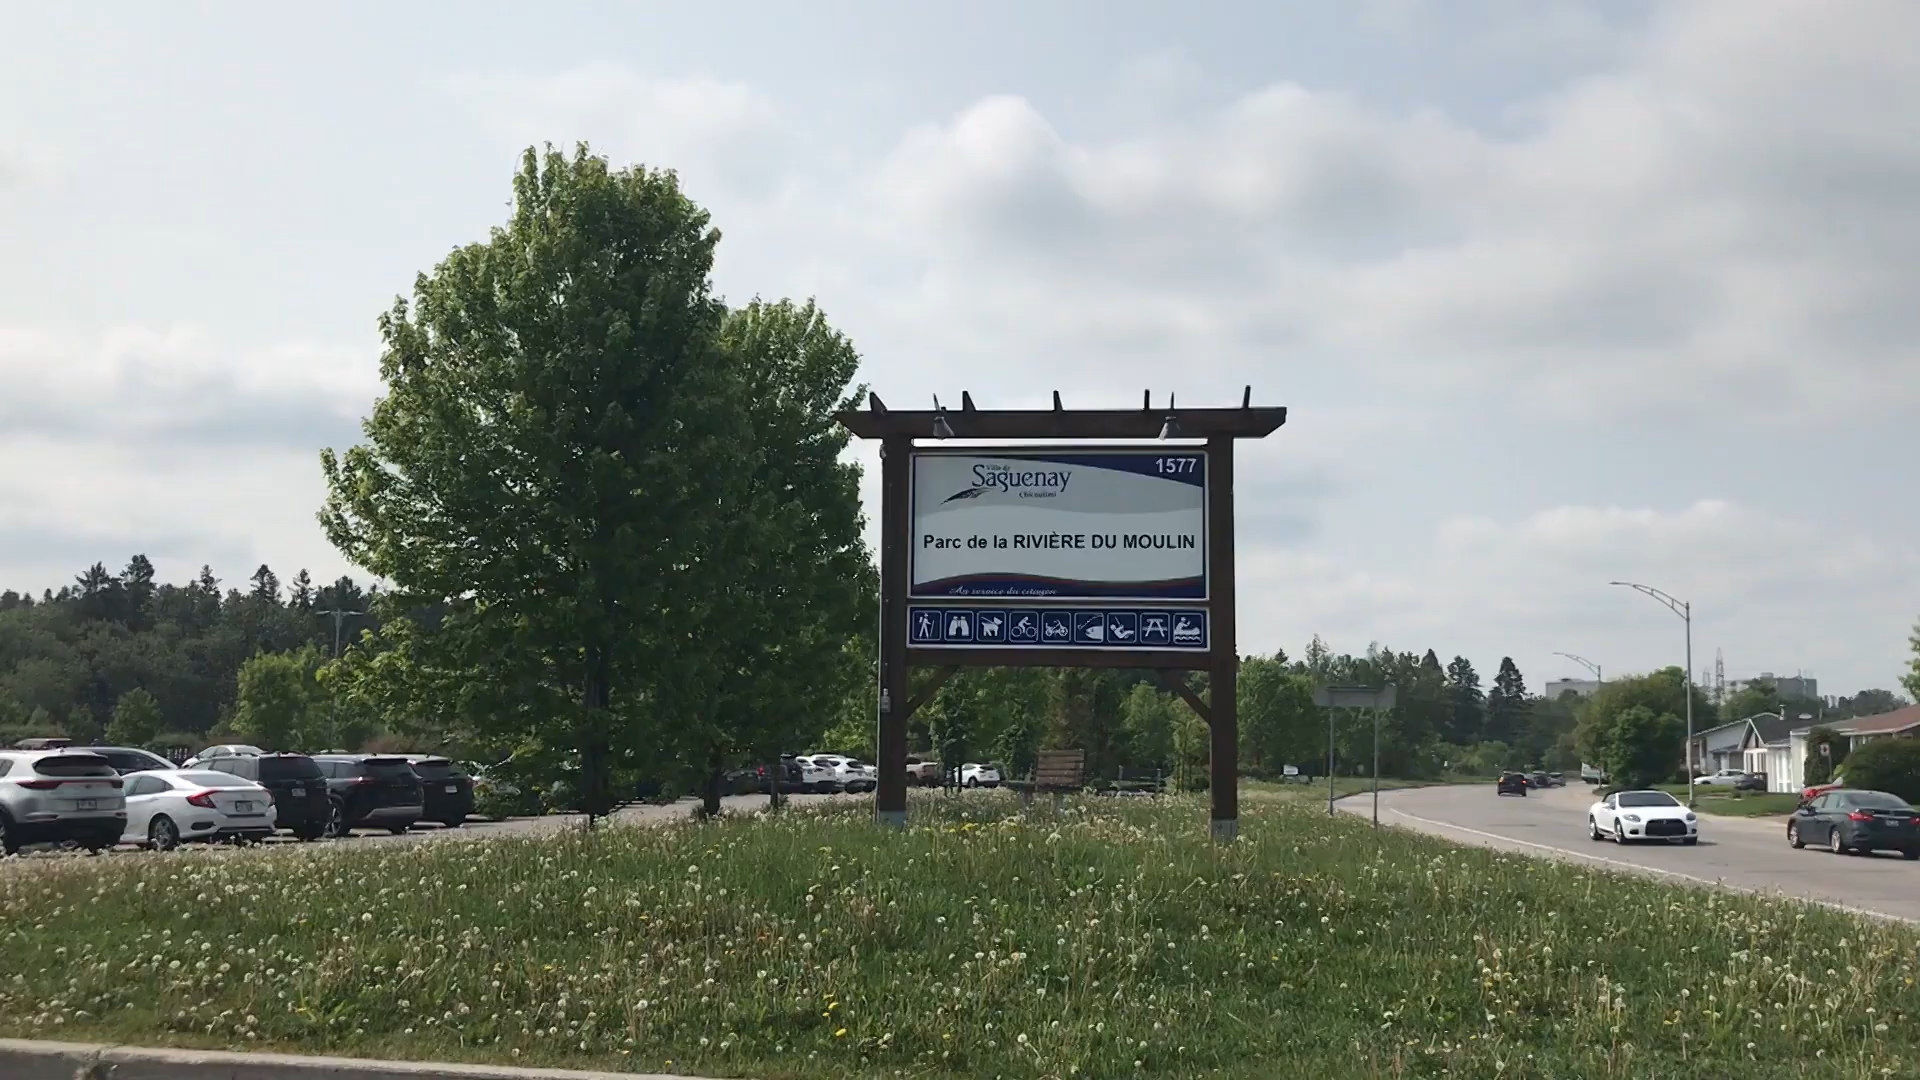 Ville de
Saguenay
Chicoutimi
1577
Parc de la RIVIÈRE DU MOULIN
Au service du citoyen